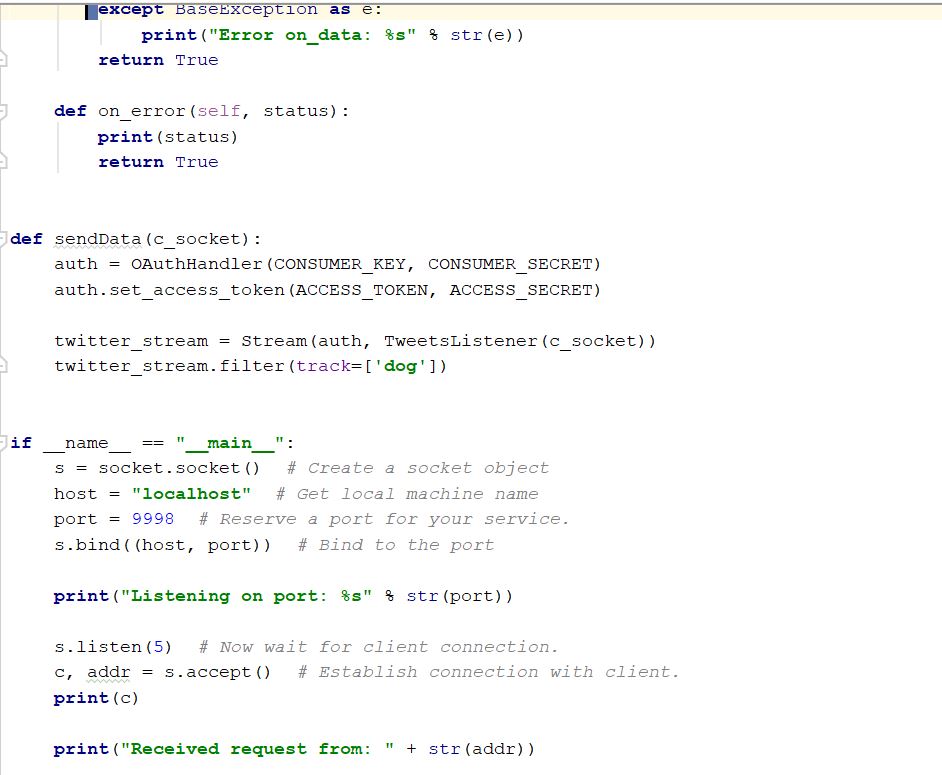 except BaseException as e:
print("Error on_data: %s" % str(e))
return True
def on_error(self, status):
print(status)
return True
def sendData(c_socket):
auth = OAuthHandler(CONSUMER_KEY, CONSUMER_SECRET)
auth.set_access_token(ACCESS_TOKEN, ACCESS_SECRET)
twitter_stream = Stream(auth, TweetsListener(c_socket))
twitter_stream.filter(track=['dog'])
if __name__ == "__main__":
s = socket.socket()  # Create a socket object
host = "localhost"  # Get local machine name
port = 9998  # Reserve a port for your service.
s.bind((host, port))  # Bind to the port
print("Listening on port: %s" % str(port))
s.listen(5)  # Now wait for client connection.
c, addr = s.accept()  # Establish connection with client.
print(c)
print("Received request from: " + str(addr))